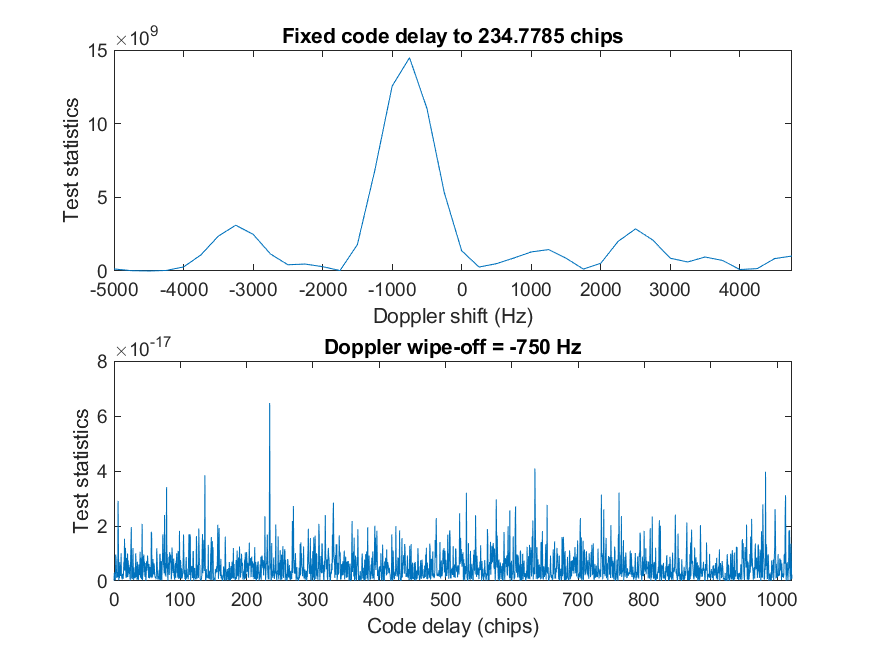 ×10^9
Fixed code delay to 234.7785 chips
15
10
5
0
Test statistics
-5000 -4000 -3000 -2000 -1000 0 1000 2000 3000 4000
Doppler shift (Hz)
×10^-17
Doppler wipe-off = -750 Hz
8
6
4
2
0
Test statistics
0 100 200 300 400 500 600 700 800 900 1000
Code delay (chips)